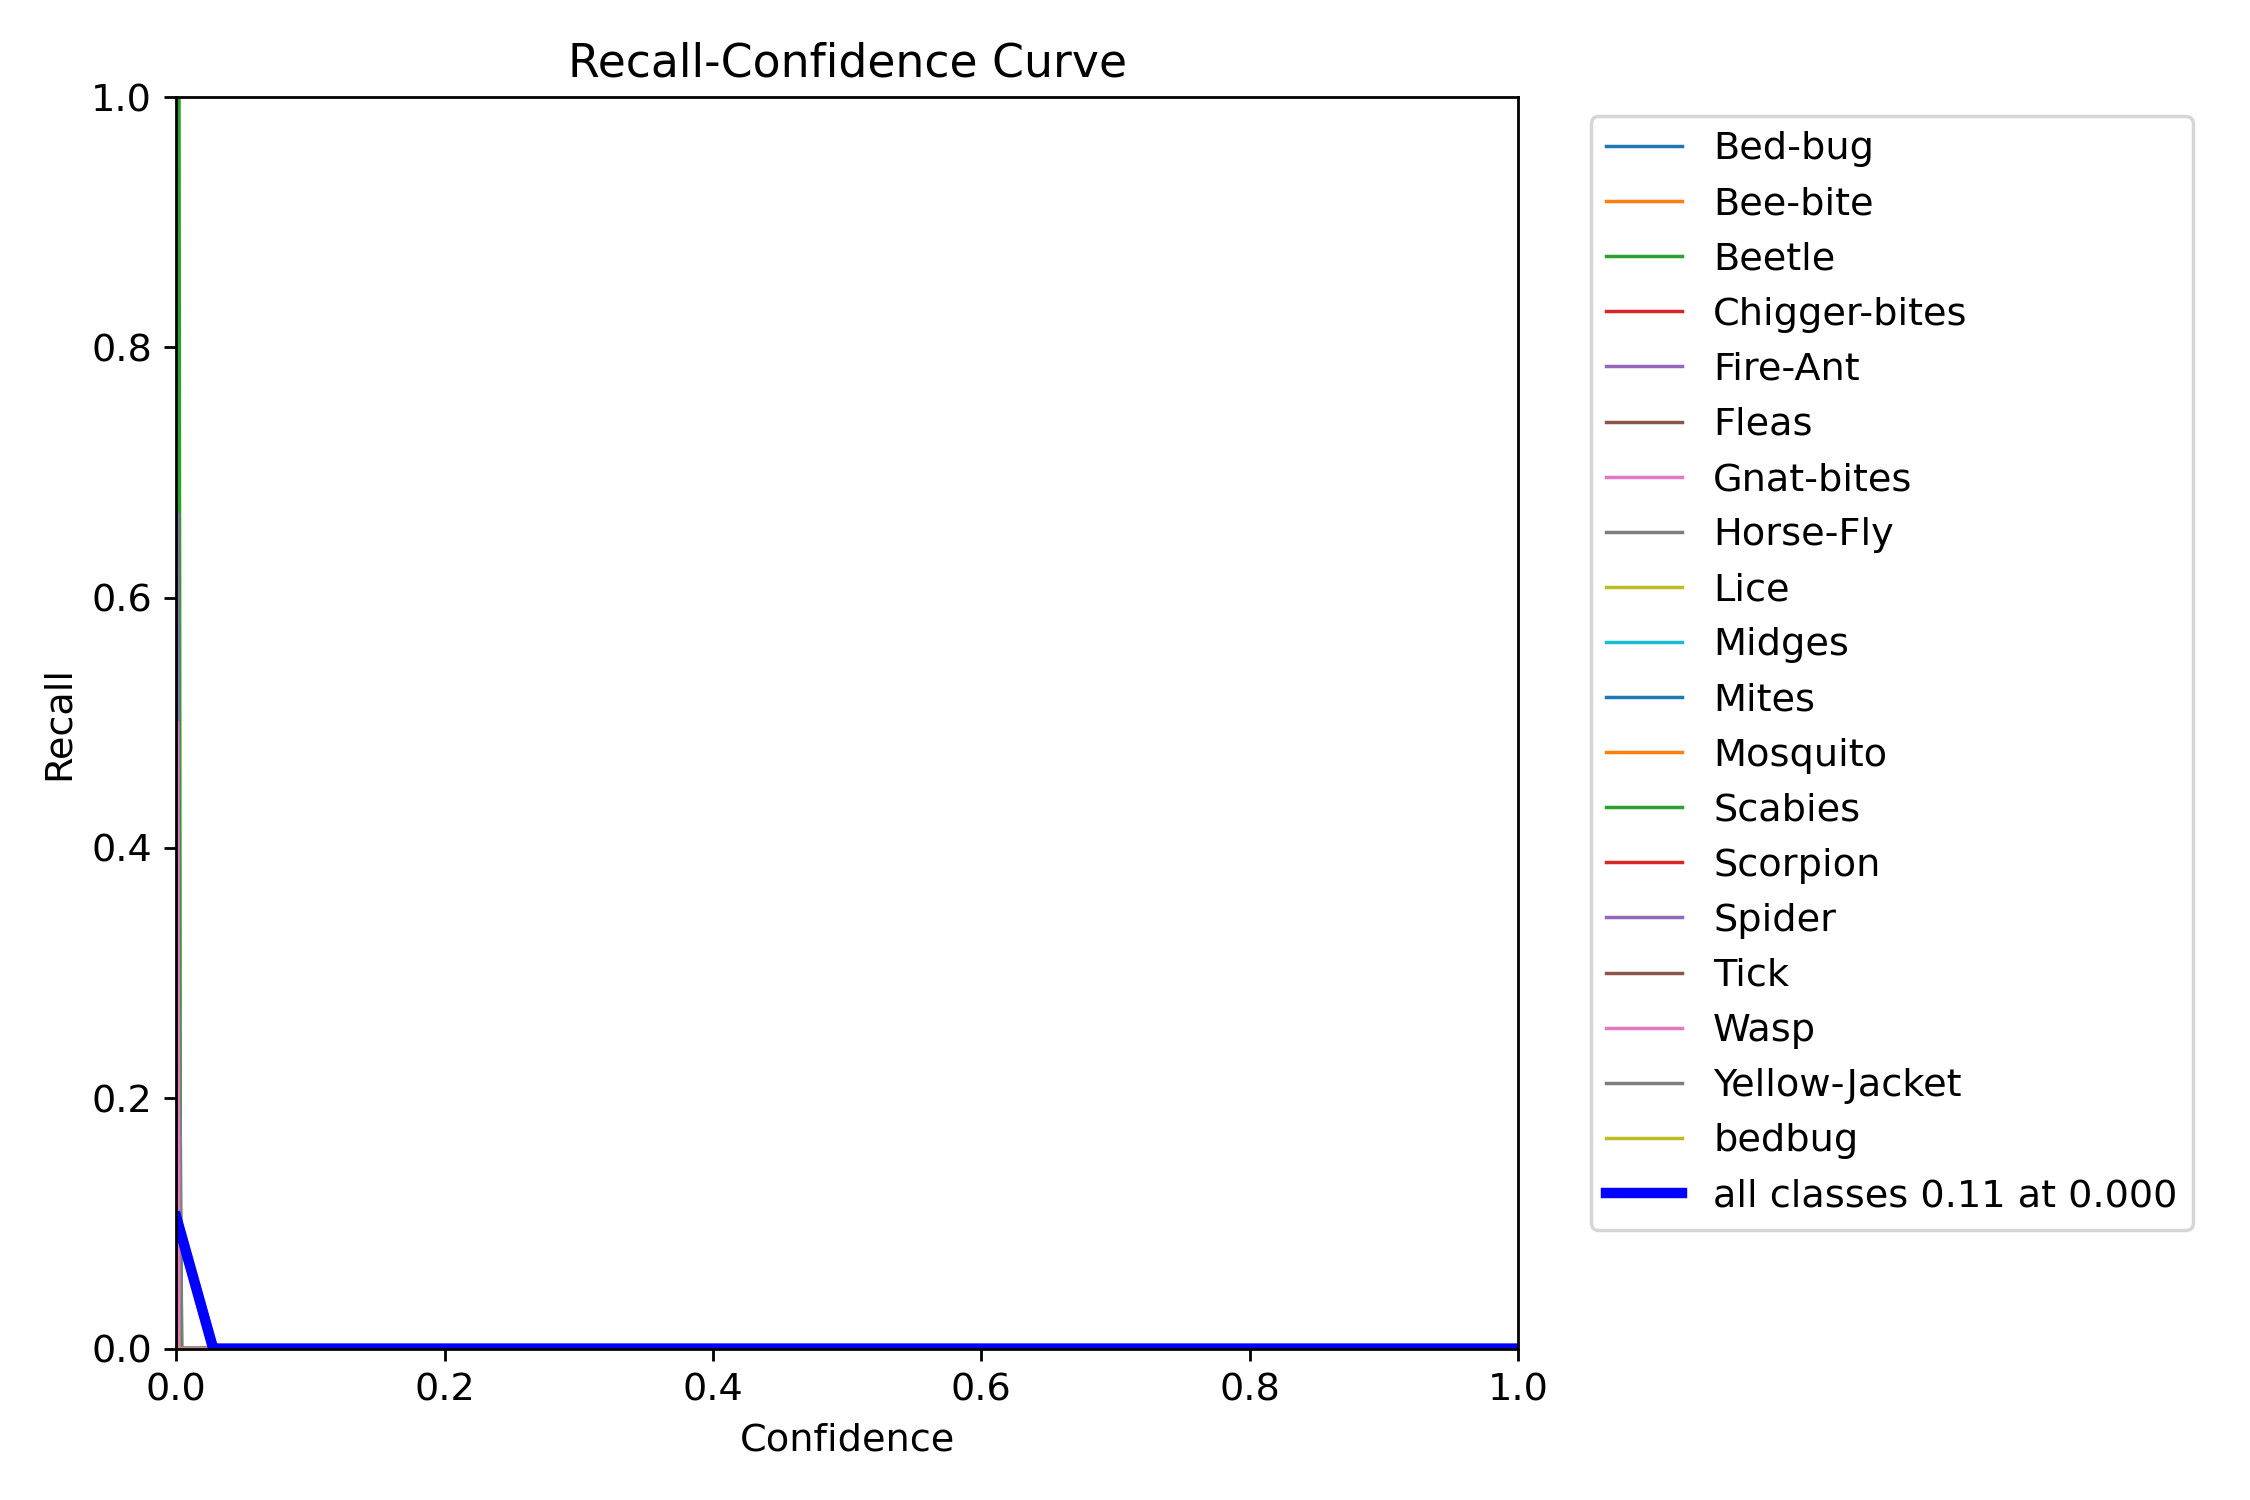 Recall-Confidence Curve
1.0
0.8
0.6
0.4
0.2
0.0
Recall
0.0 0.2 0.4 0.6 0.8 1.0
Confidence
Bed-bug
Bee-bite
Beetle
Chigger-bites
Fire-Ant
Fleas
Gnat-bites
Horse-Fly
Lice
Midges
Mites
Mosquito
Scabies
Scorpion
Spider
Tick
Wasp
Yellow-Jacket
bedbug
all classes 0.11 at 0.000